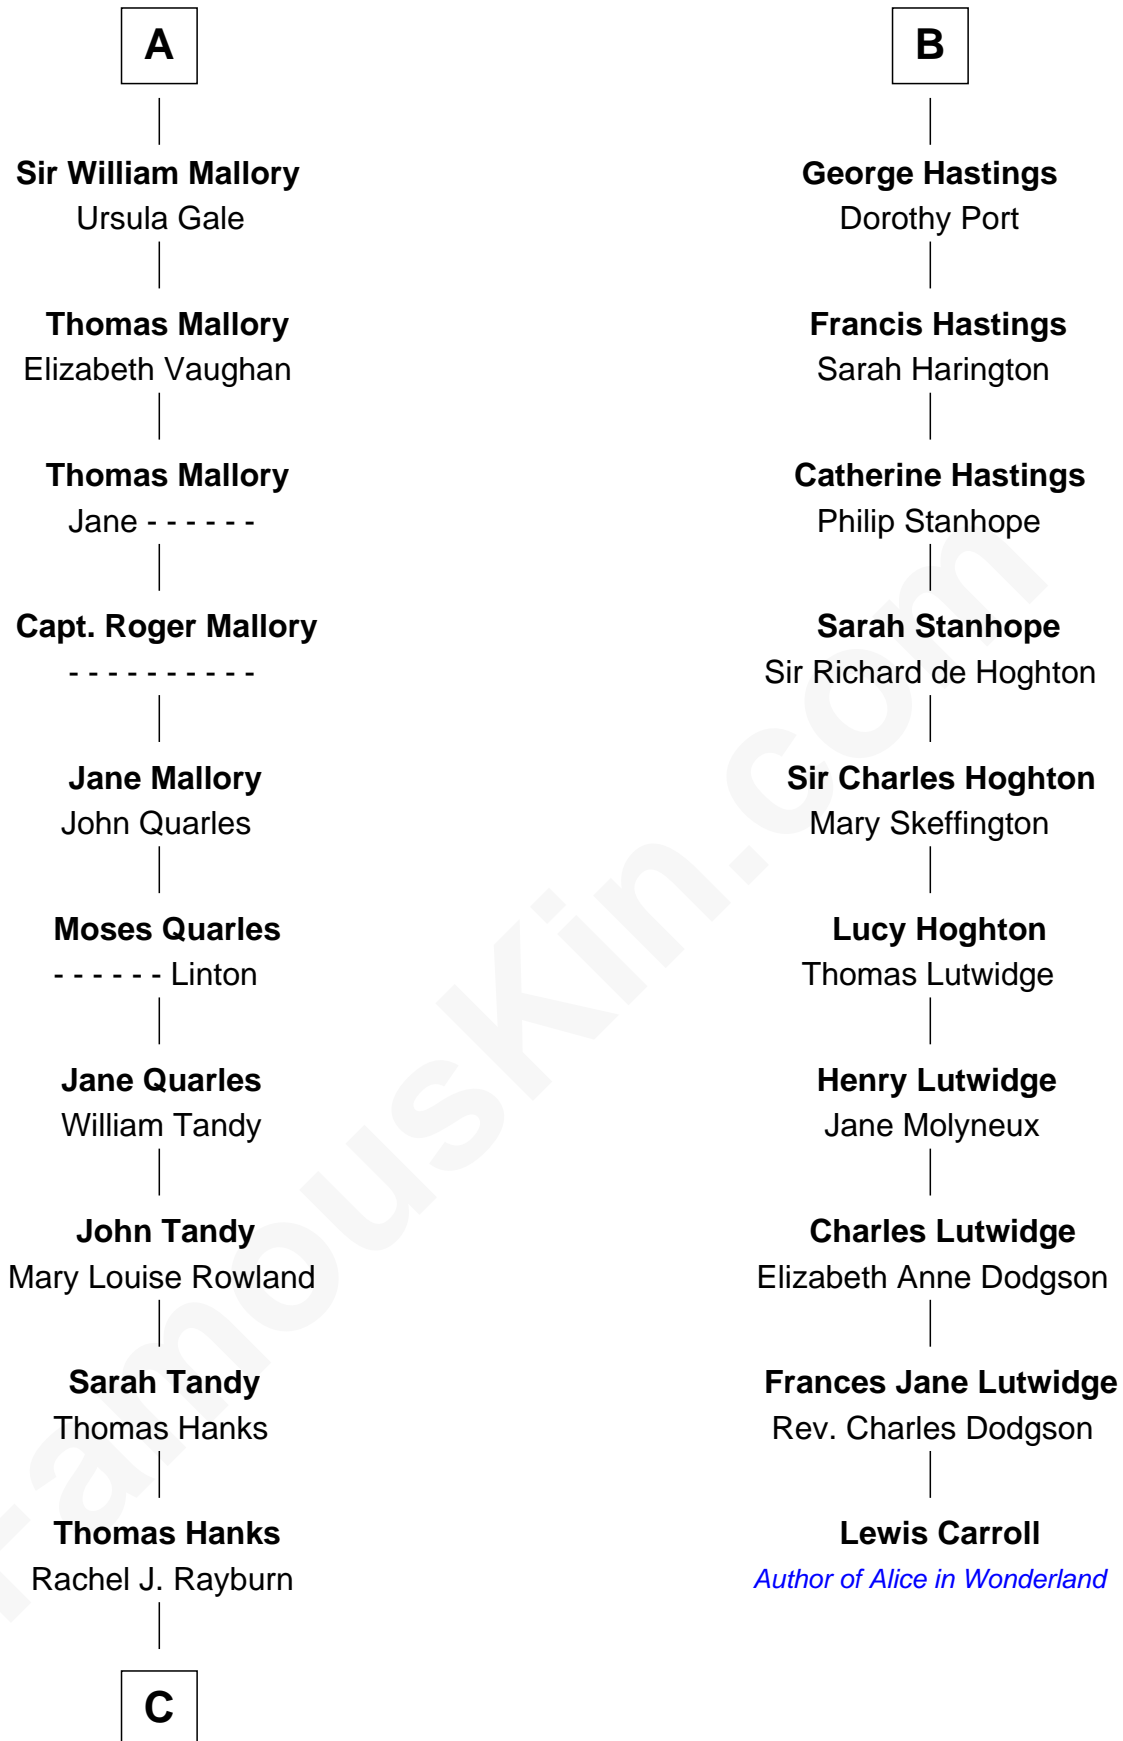 A
Sir William Mallory
Ursula Gale
Thomas Mallory
Elizabeth Vaughan
Thomas Mallory
Jane - - - - - -
Capt. Roger Mallory
- - - - - - - - - -
Jane Mallory
John Quarles
Moses Quarles
- - - - - - Linton
Jane Quarles
William Tandy
John Tandy
Mary Louise Rowland
Sarah Tandy
Thomas Hanks
Thomas Hanks
Rachel J. Rayburn
C
B
George Hastings
Dorothy Port
Francis Hastings
Sarah Harington
Catherine Hastings
Philip Stanhope
Sarah Stanhope
Sir Richard de Hoghton
Sir Charles Hoghton
Mary Skeffington
Lucy Hoghton
Thomas Lutwidge
Henry Lutwidge
Jane Molyneux
Charles Lutwidge
Elizabeth Anne Dodgson
Frances Jane Lutwidge
Rev. Charles Dodgson
Lewis Carroll
Author of Alice in Wonderland
FamousKin.com